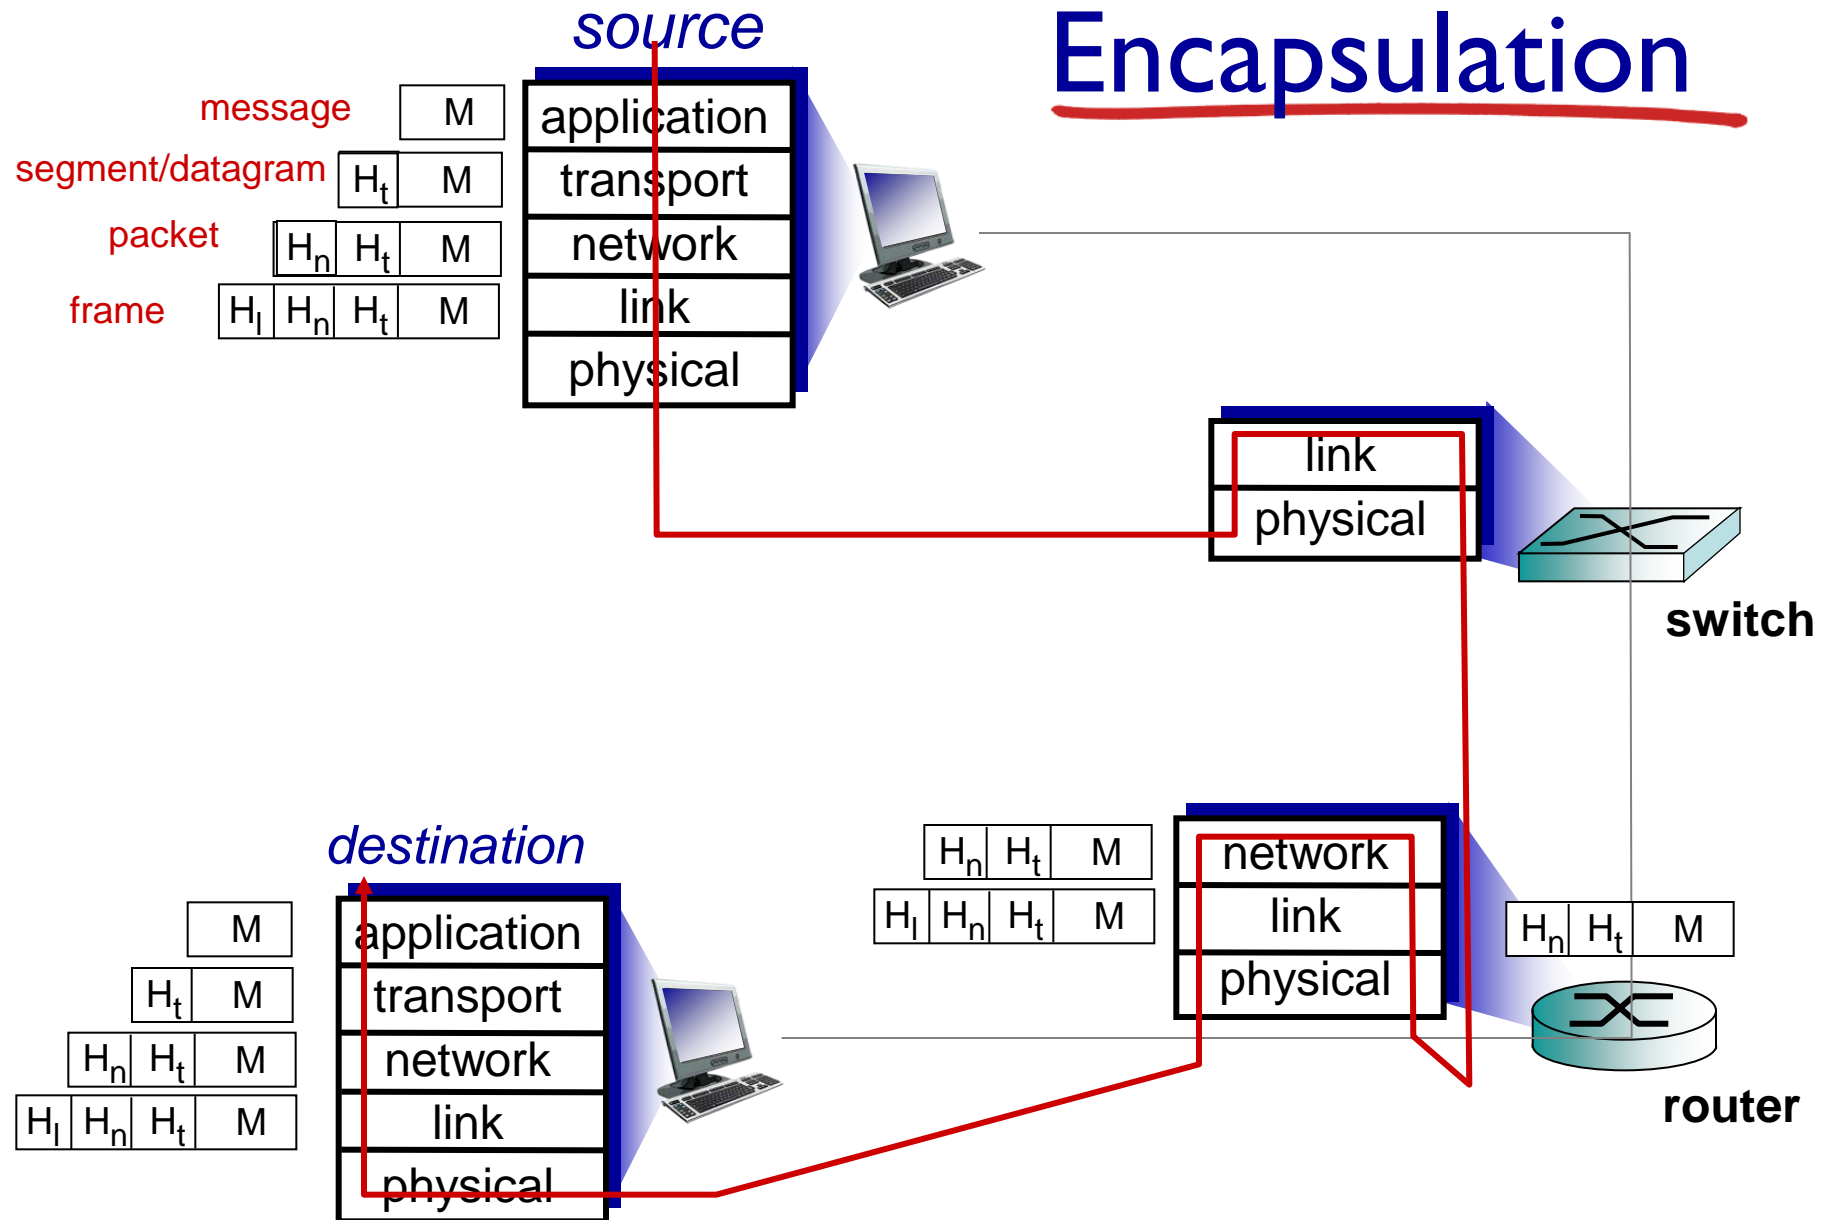 source
Encapsulation
message M application
segment/datagram Ht M transport
packet Hn Ht M network
frame Hl Hn Ht M link
physical
link
physical
switch
destination
Hn Ht M network
Hl Hn Ht M link
physical
Hn Ht M
router
M application
Ht M transport
Hn Ht M network
Hl Hn Ht M link
physical